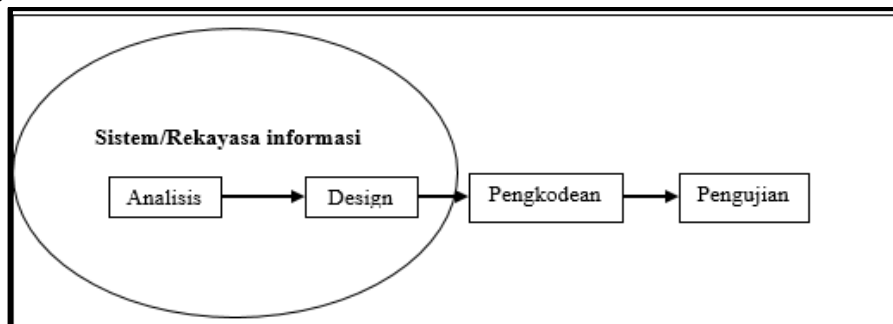 Sistem/Rekayasa informasi
Analisis
Design
Pengkodean
Pengujian